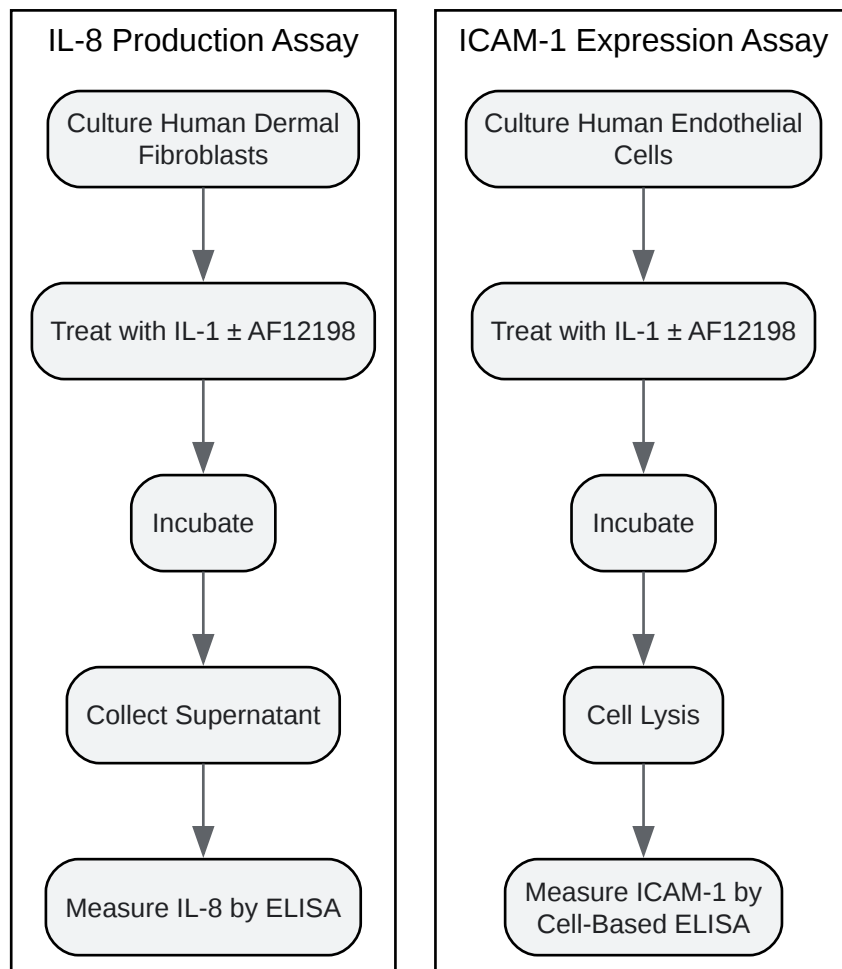 IL-8 Production Assay
Culture Human Dermal
Fibroblasts
Treat with IL-1 ± AF12198
Incubate
Collect Supernatant
Measure IL-8 by ELISA
ICAM-1 Expression Assay
Culture Human Endothelial
Cells
Treat with IL-1 ± AF12198
Incubate
Cell Lysis
Measure ICAM-1 by
Cell-Based ELISA